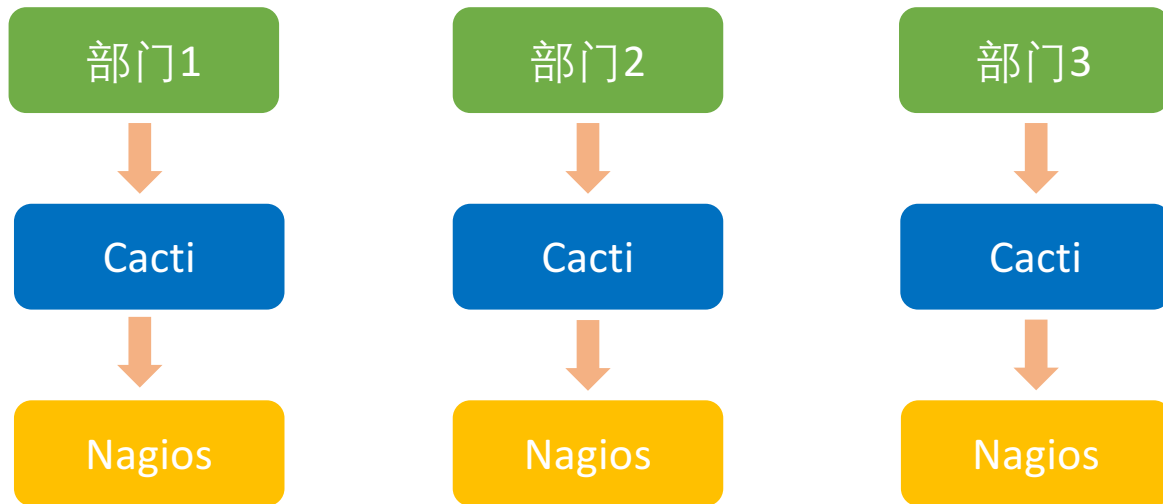 部门1
部门2
部门3
Cacti
Cacti
Cacti
Nagios
Nagios
Nagios